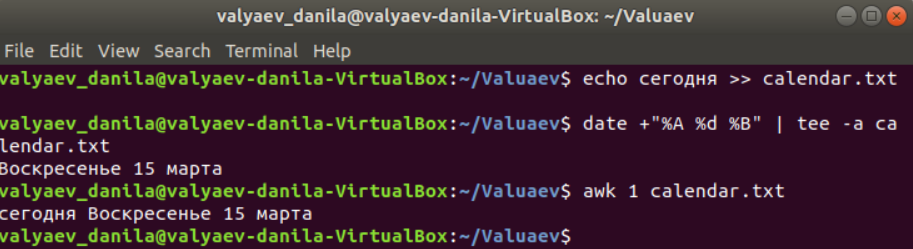 valyaev_danila@valyaev-danila-VirtualBox: ~/Valuaev
File Edit View Search Terminal Help
valyaev_danila@valyaev-danila-VirtualBox:~/Valuaev$ echo сегодня >> calendar.txt
valyaev_danila@valyaev-danila-VirtualBox:~/Valuaev$ date +"%A %d %B" | tee -a ca
lendar.txt
Воскресенье 15 марта
valyaev_danila@valyaev-danila-VirtualBox:~/Valuaev$ awk 1 calendar.txt
сегодня Воскресенье 15 марта
valyaev_danila@valyaev-danila-VirtualBox:~/Valuaev$